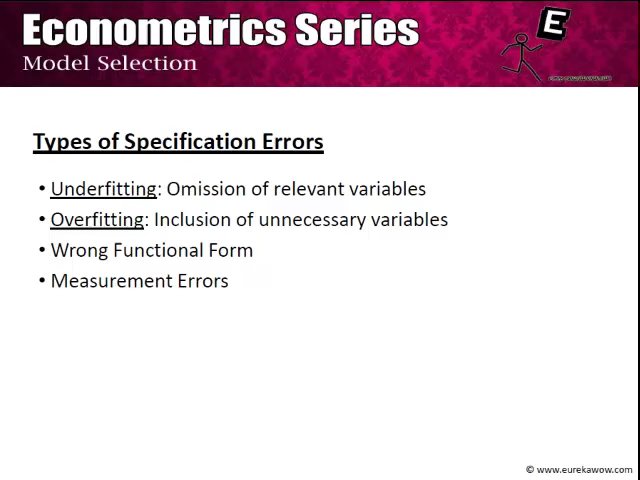 Econometrics Series
Model Selection
E
Types of Specification Errors
• Underfitting: Omission of relevant variables
• Overfitting: Inclusion of unnecessary variables
• Wrong Functional Form
• Measurement Errors
© www.eurekawow.com